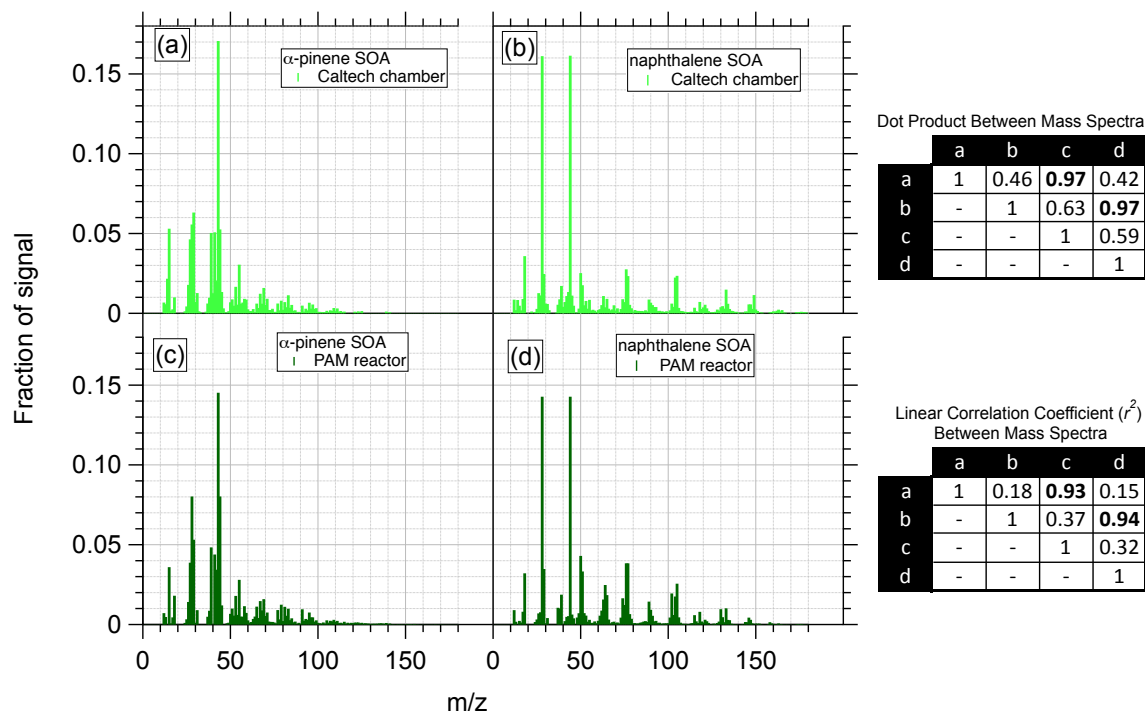 (a)
α-pinene SOA
Caltech chamber
(b)
naphthalene SOA
Caltech chamber
0.15
0.10
0.05
0
(c)
α-pinene SOA
PAM reactor
(d)
naphthalene SOA
PAM reactor
0.15
0.10
0.05
0
Fraction of signal
0 50 100 150 0 50 100 150
m/z
Dot Product Between Mass Spectra
a b c d
a 1 0.46 0.97 0.42
b - 1 0.63 0.97
c - - 1 0.59
d - - - 1
Linear Correlation Coefficient (r²)
Between Mass Spectra
a b c d
a 1 0.18 0.93 0.15
b - 1 0.37 0.94
c - - 1 0.32
d - - - 1